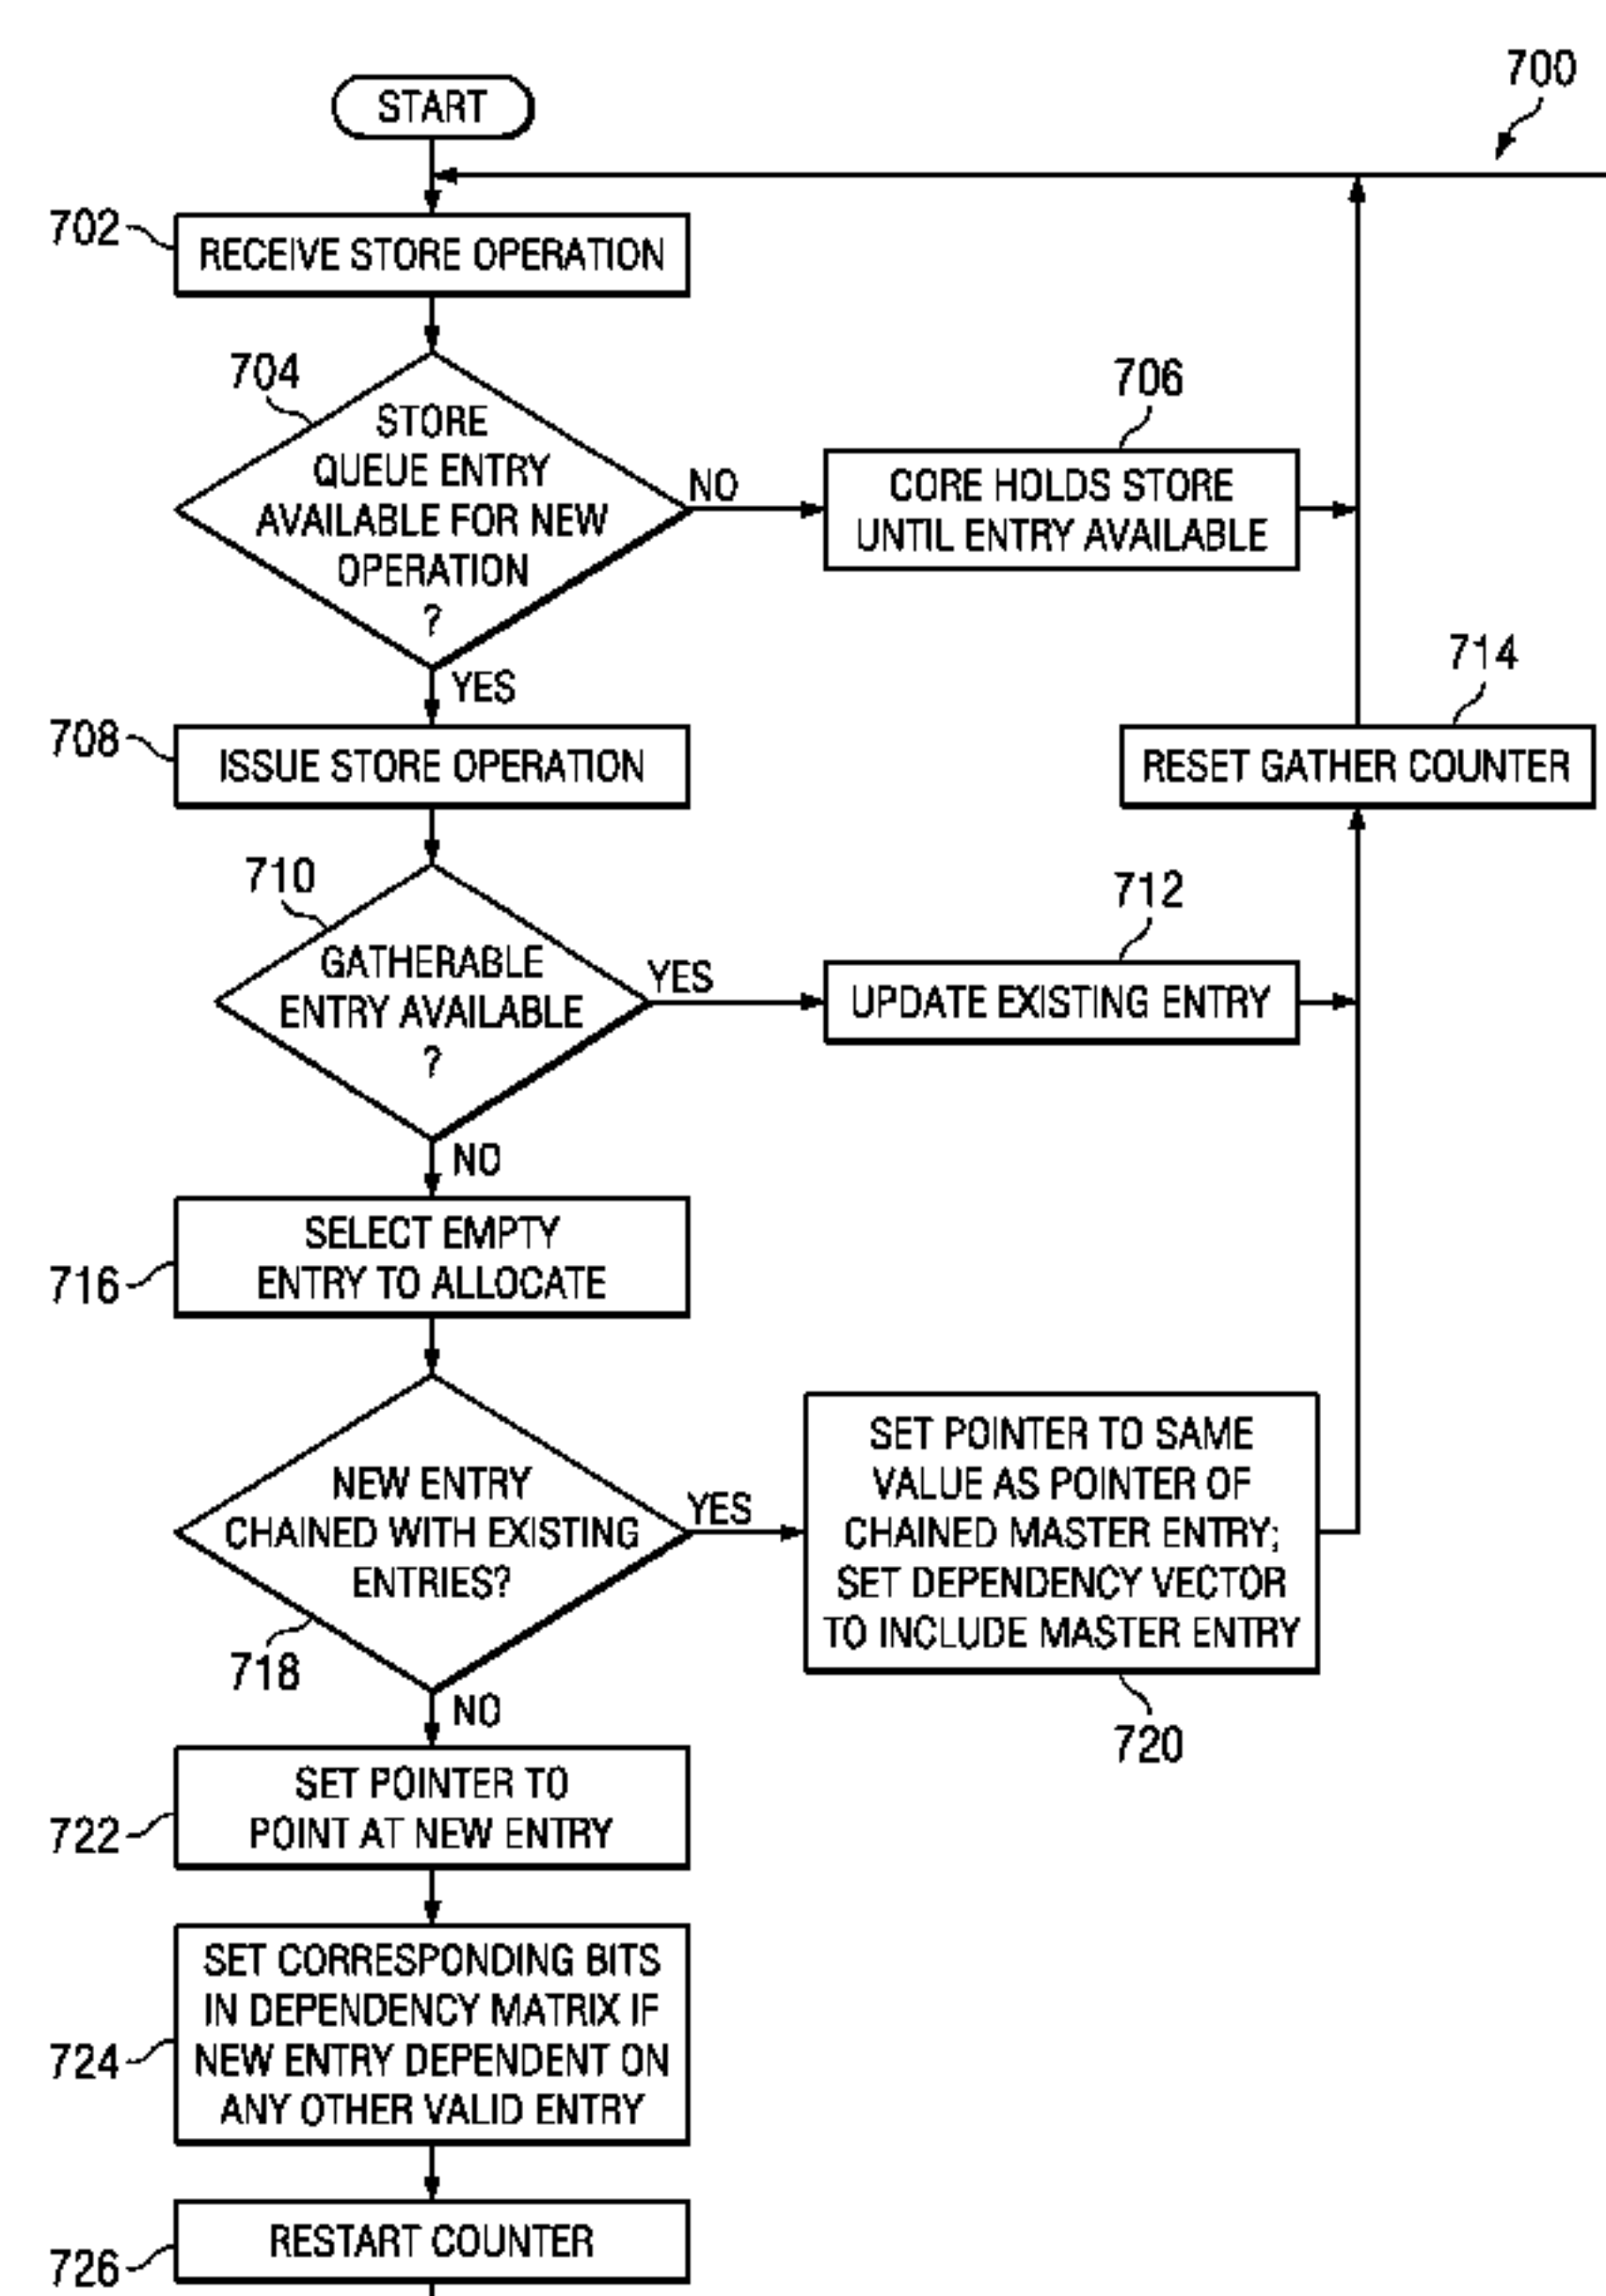 700
START
702
RECEIVE STORE OPERATION
704
STORE
QUEUE ENTRY
AVAILABLE FOR NEW
OPERATION
?
NO
706
CORE HOLDS STORE
UNTIL ENTRY AVAILABLE
YES
714
RESET GATHER COUNTER
708
ISSUE STORE OPERATION
710
GATHERABLE
ENTRY AVAILABLE
?
YES
712
UPDATE EXISTING ENTRY
NO
716
SELECT EMPTY
ENTRY TO ALLOCATE
718
NEW ENTRY
CHAINED WITH EXISTING
ENTRIES?
YES
SET POINTER TO SAME
VALUE AS POINTER OF
CHAINED MASTER ENTRY;
SET DEPENDENCY VECTOR
TO INCLUDE MASTER ENTRY
720
NO
722
SET POINTER TO
POINT AT NEW ENTRY
724
SET CORRESPONDING BITS
IN DEPENDENCY MATRIX IF
NEW ENTRY DEPENDENT ON
ANY OTHER VALID ENTRY
726
RESTART COUNTER